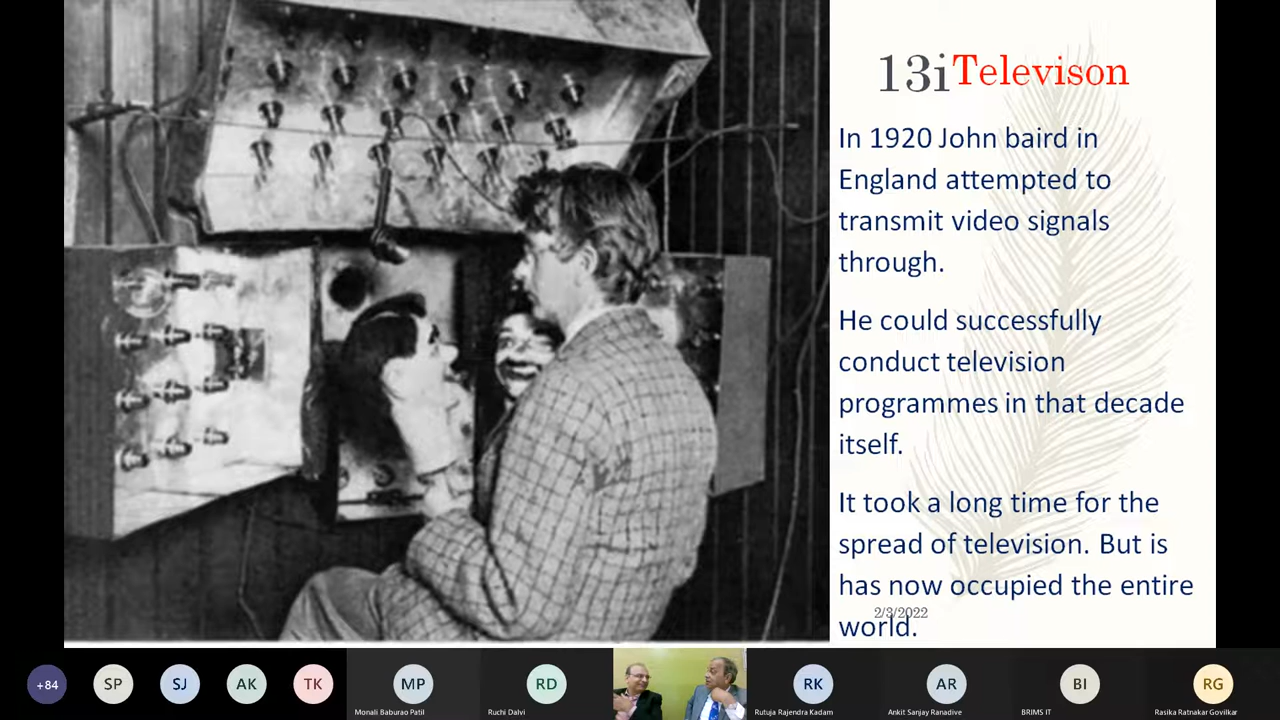 13i Televison
In 1920 John baird in
England attempted to
transmit video signals
through.
He could successfully
conduct television
programmes in that decade
itself.
It took a long time for the
spread of television. But is
has now occupied the entire
world.
2/3/2022
+84
SP
SJ
AK
TK
MP
RD
RK
AR
BI
RG
Monali Baburao Patil
Ruchi Dalvi
Rutuja Rajendra Kadam
Ankit Sanjay Ranadive
BRIMS IT
Rasika Ratnakar Govilkar